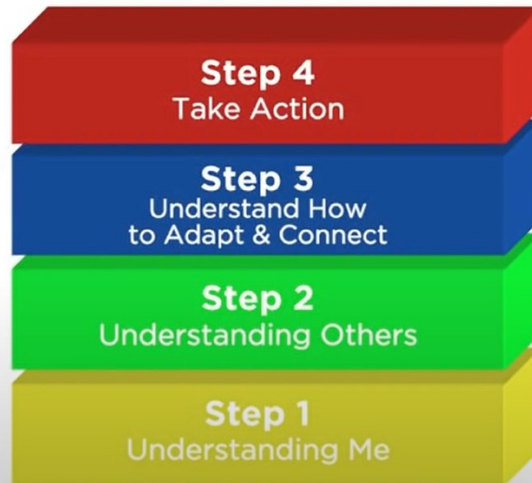 Step 4
Take Action
Step 3
Understand How
to Adapt & Connect
Step 2
Understanding Others
Step 1
Understanding Me